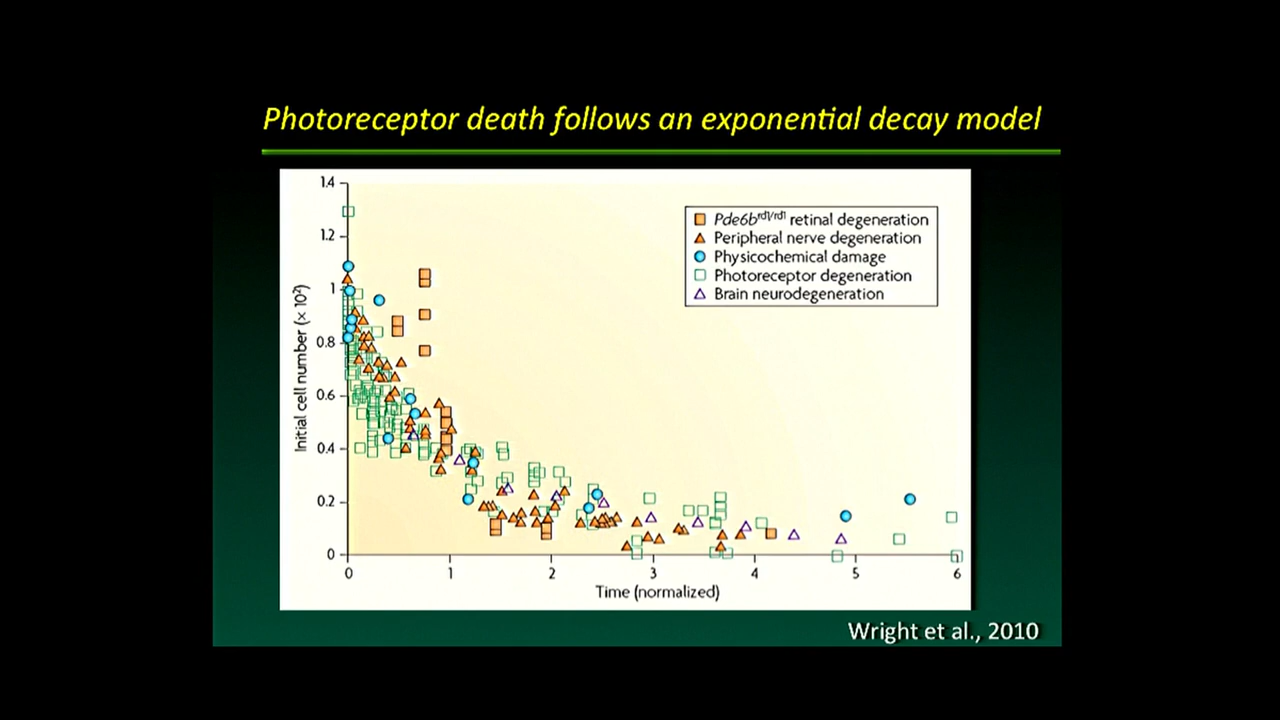 Photoreceptor death follows an exponential decay model
1.4
1.2
1
0.8
0.6
0.4
0.2
0
Initial cell number (× 10²)
Pde6b^rd1/rd1 retinal degeneration
Peripheral nerve degeneration
Physicochemical damage
Photoreceptor degeneration
Brain neurodegeneration
0 1 2 3 4 5 6
Time (normalized)
Wright et al., 2010